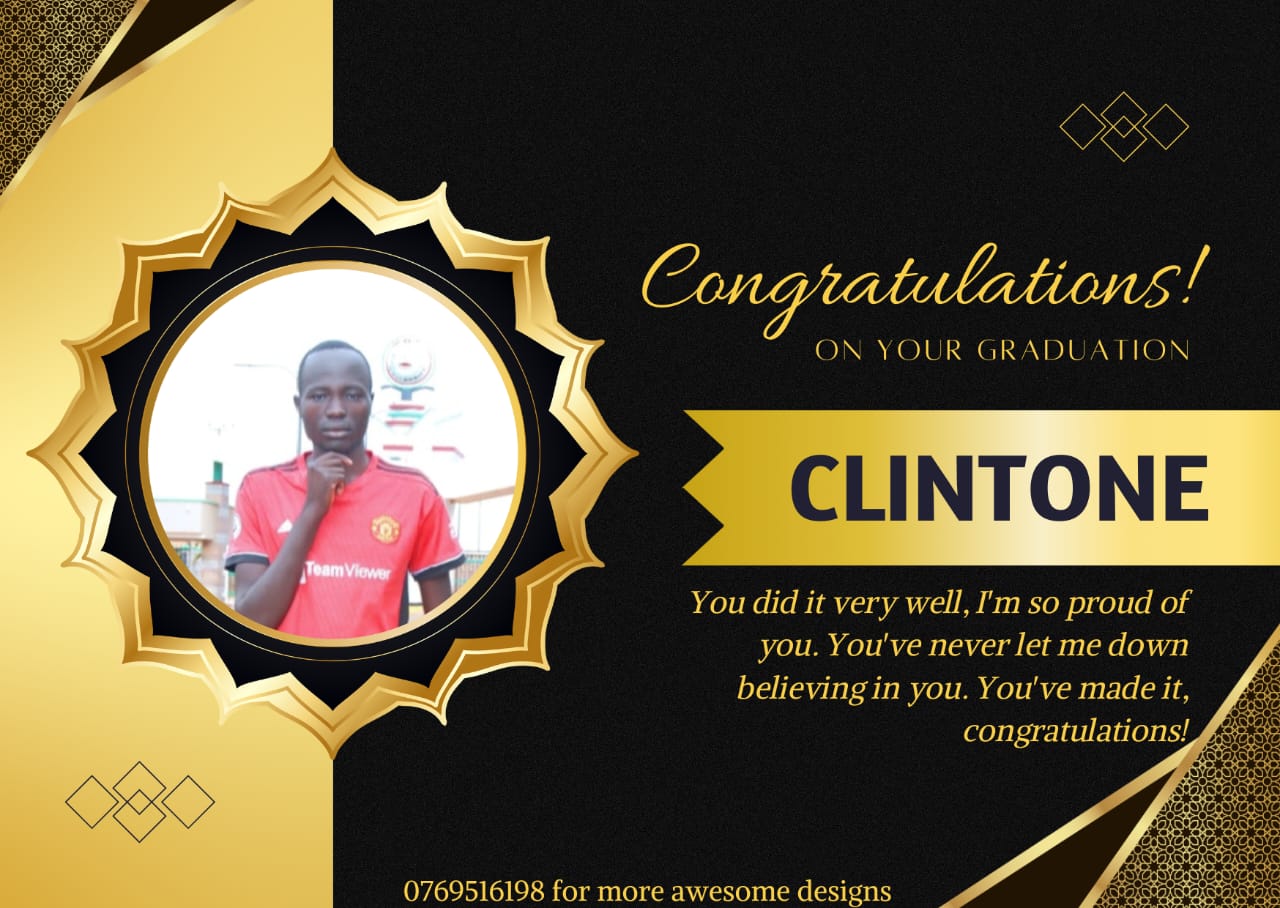 Congratulations!
ON YOUR GRADUATION
CLINTONE
You did it very well, I'm so proud of
you. You've never let me down
believing in you. You've made it,
congratulations!
TeamViewer
0769516198 for more awesome designs